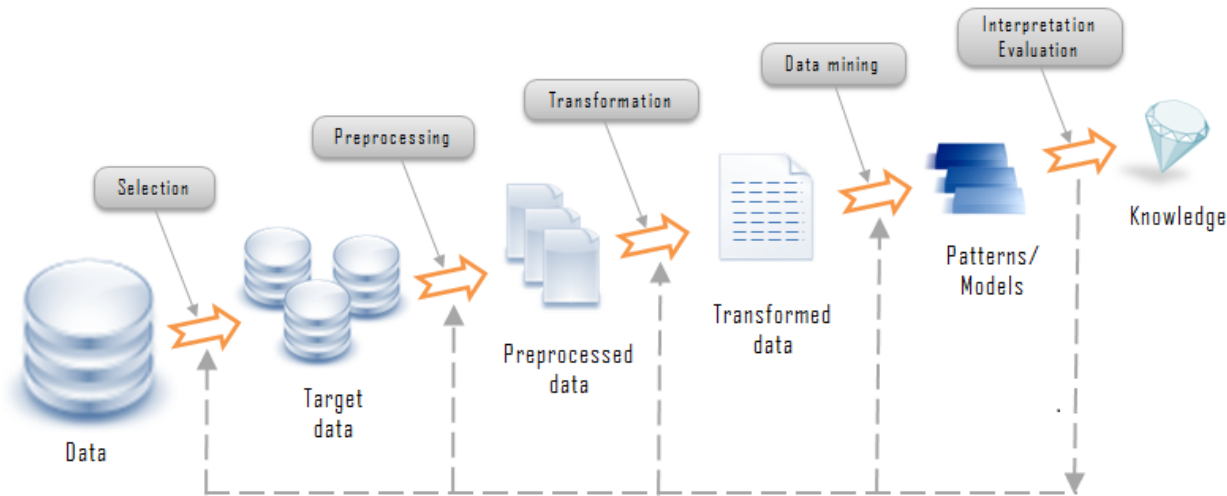 Interpretation
Evaluation
Data mining
Transformation
Preprocessing
Selection
Knowledge
Patterns/
Models
Transformed
data
Preprocessed
data
Target
data
Data